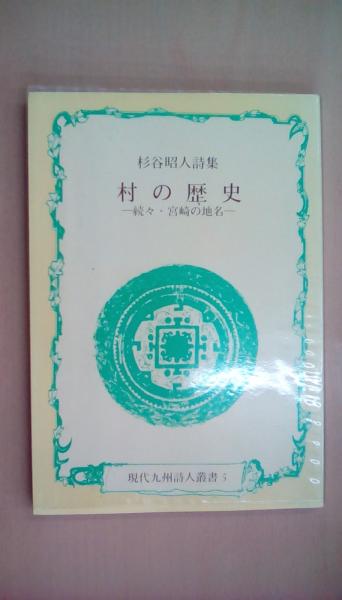 杉谷昭人詩集
村の歴史
―続々・宮崎の地名―
現代九州詩人叢書 5